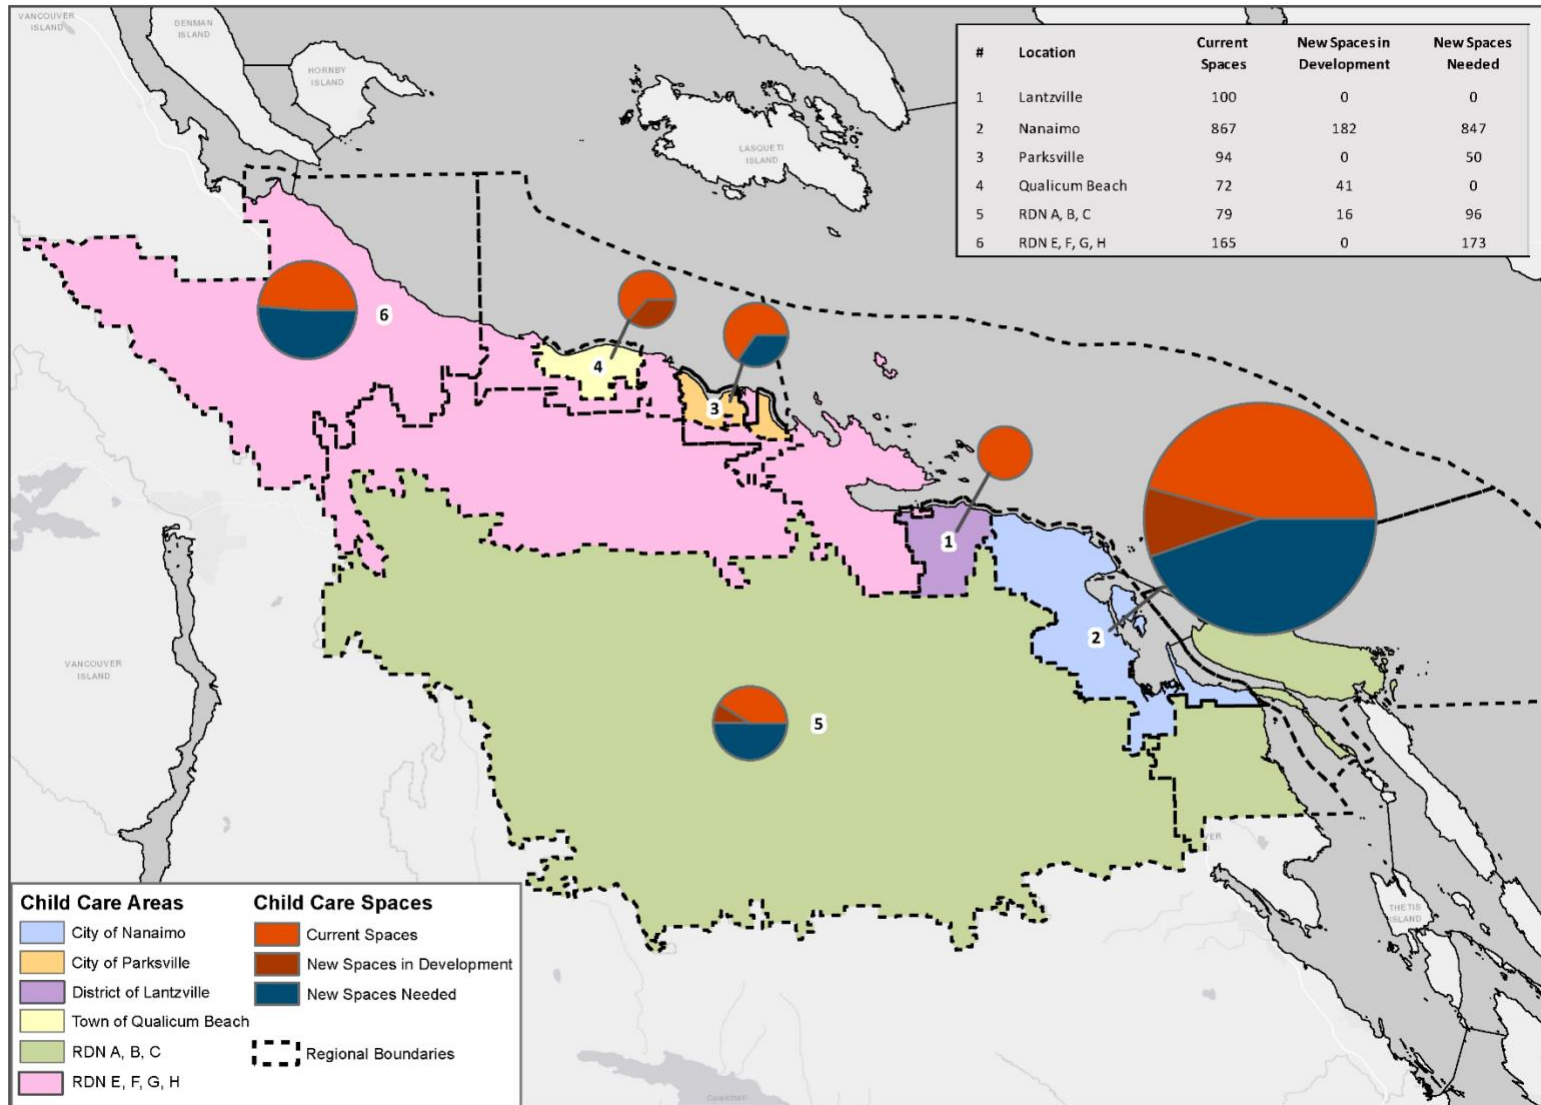 VANCOUVER
ISLAND
DENMAN
ISLAND
HORNBY
ISLAND
LASQUETI
ISLAND
# Location Current Spaces New Spaces in Development New Spaces Needed
1 Lantzville 100 0 0
2 Nanaimo 867 182 847
3 Parksville 94 0 50
4 Qualicum Beach 72 41 0
5 RDN A, B, C 79 16 96
6 RDN E, F, G, H 165 0 173
6
4
3
1
2
5
VANCOUVER
ISLAND
THETIS
ISLAND
Child Care Areas
City of Nanaimo
City of Parksville
District of Lantzville
Town of Qualicum Beach
RDN A, B, C
RDN E, F, G, H
Child Care Spaces
Current Spaces
New Spaces in Development
New Spaces Needed
Regional Boundaries